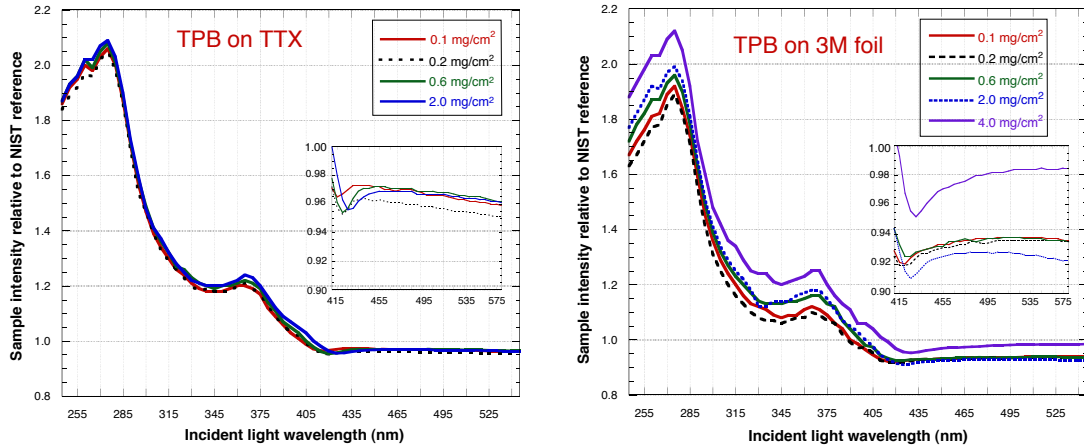 TPB on TTX
0.1 mg/cm²
0.2 mg/cm²
0.6 mg/cm²
2.0 mg/cm²
Sample intensity relative to NIST reference
2.2
2.0
1.8
1.6
1.4
1.2
1.0
0.8
1.00
0.98
0.96
0.94
0.92
0.90
415 455 495 535 575
255 285 315 345 375 405 435 465 495 525
Incident light wavelength (nm)
TPB on 3M foil
0.1 mg/cm²
0.2 mg/cm²
0.6 mg/cm²
2.0 mg/cm²
4.0 mg/cm²
Sample intensity relative to NIST reference
2.2
2.0
1.8
1.6
1.4
1.2
1.0
0.8
1.00
0.98
0.96
0.94
0.92
0.90
415 455 495 535 575
255 285 315 345 375 405 435 465 495 525
Incident light wavelength (nm)